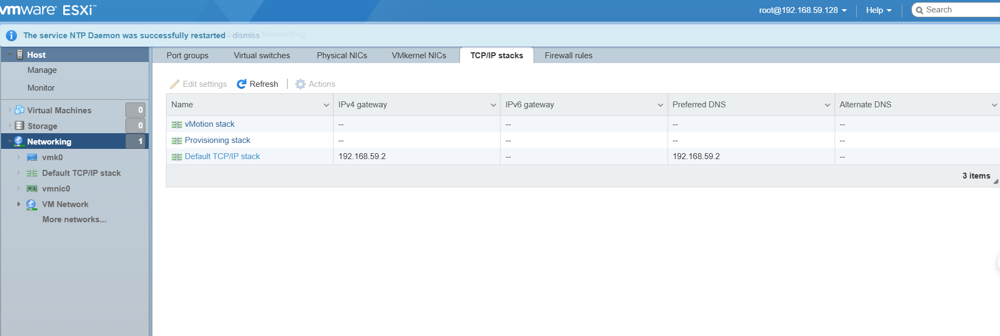 vmware ESXi™
root@192.168.59.128
Help
Search
The service NTP Daemon was successfully restarted - dismiss
Networking
Host
Manage
Monitor
Virtual Machines 0
Storage 0
Networking 1
vmk0
Default TCP/IP stack
vmnic0
VM Network
More networks...
Port groups Virtual switches Physical NICs VMkernel NICs TCP/IP stacks Firewall rules
Edit settings Refresh Actions
Name IPv4 gateway IPv6 gateway Preferred DNS Alternate DNS
vMotion stack -- -- -- --
Provisioning stack -- -- -- --
Default TCP/IP stack 192.168.59.2 -- 192.168.59.2 --
3 items